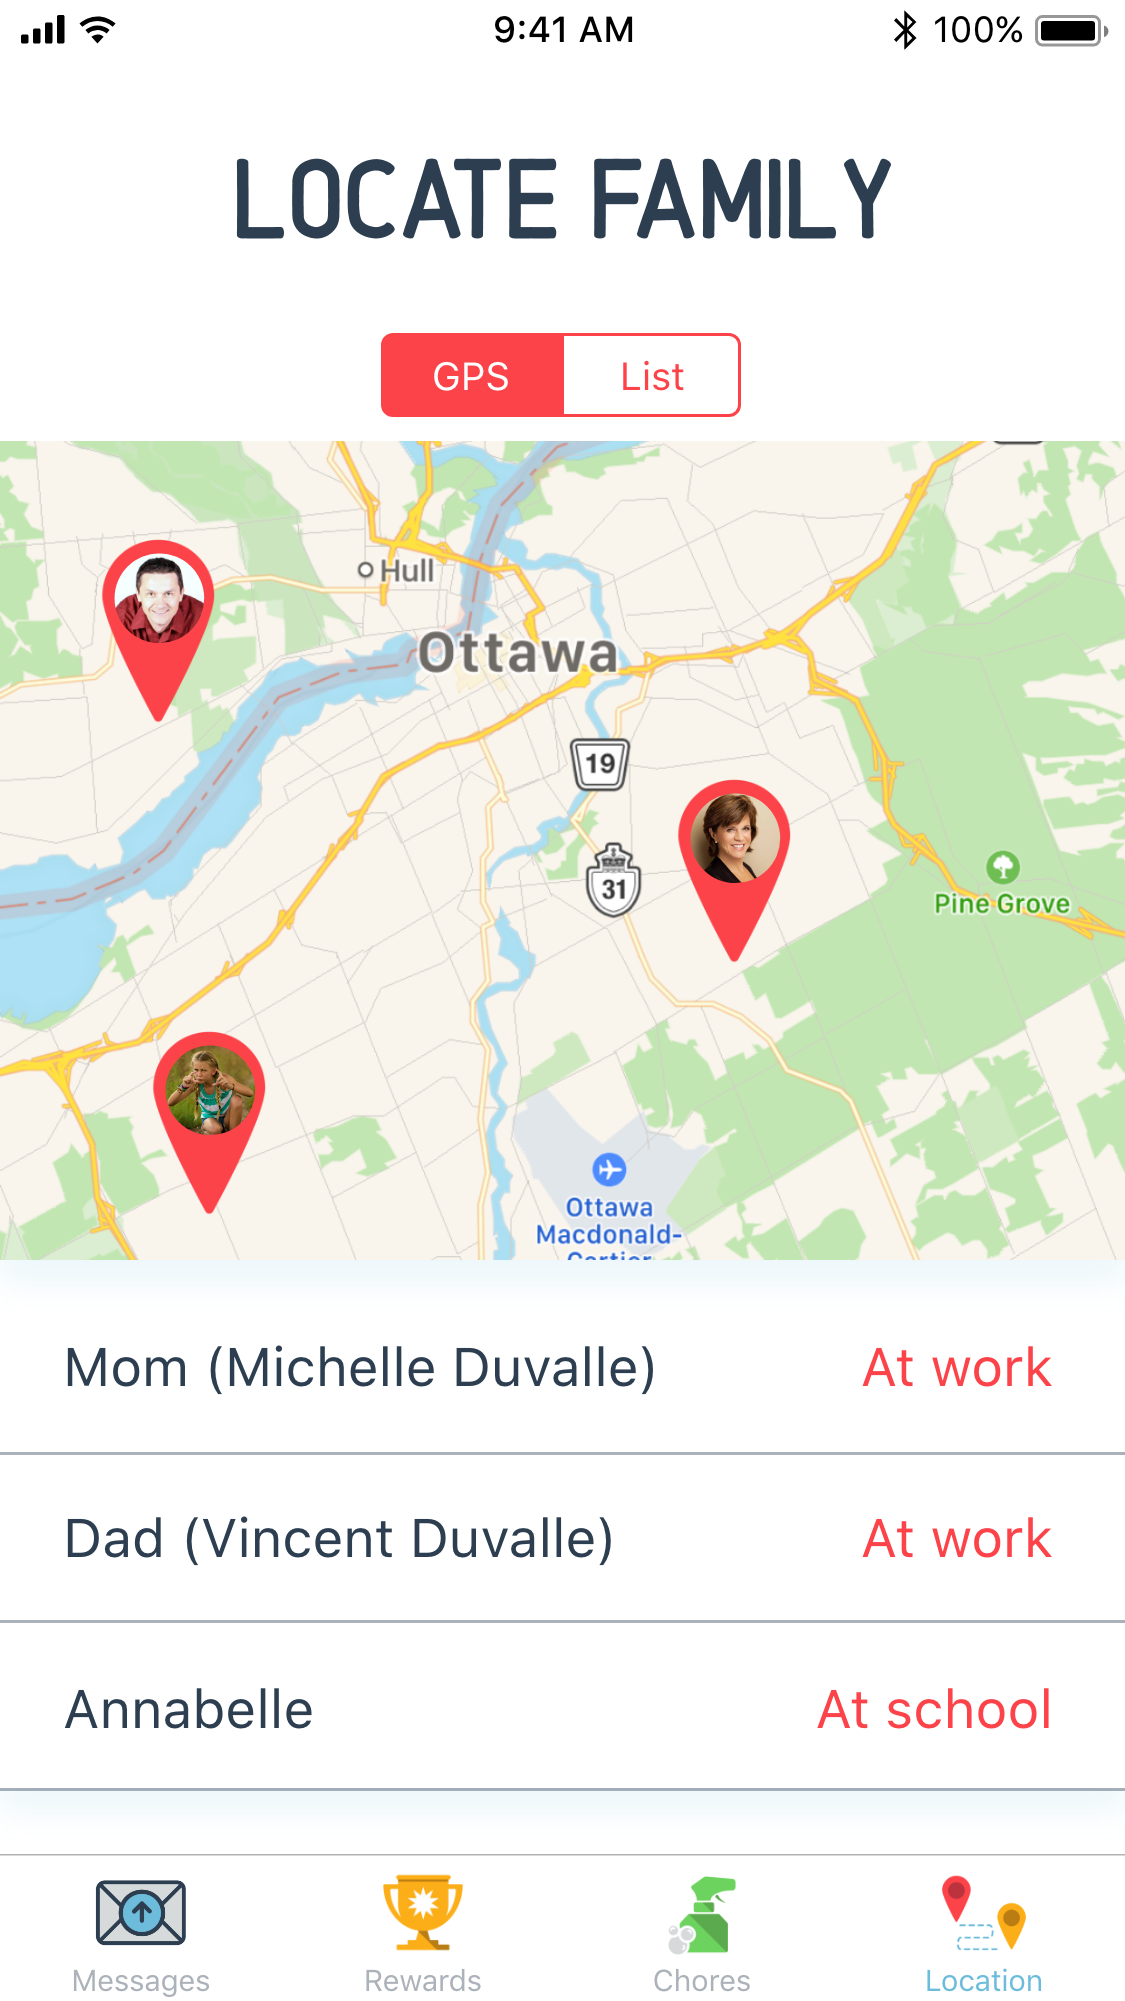 9:41 AM
100%
LOCATE FAMILY
GPS
List
Hull
Ottawa
19
31
Pine Grove
Ottawa
Macdonald-
Cartier
Mom (Michelle Duvalle)
At work
Dad (Vincent Duvalle)
At work
Annabelle
At school
Messages
Rewards
Chores
Location